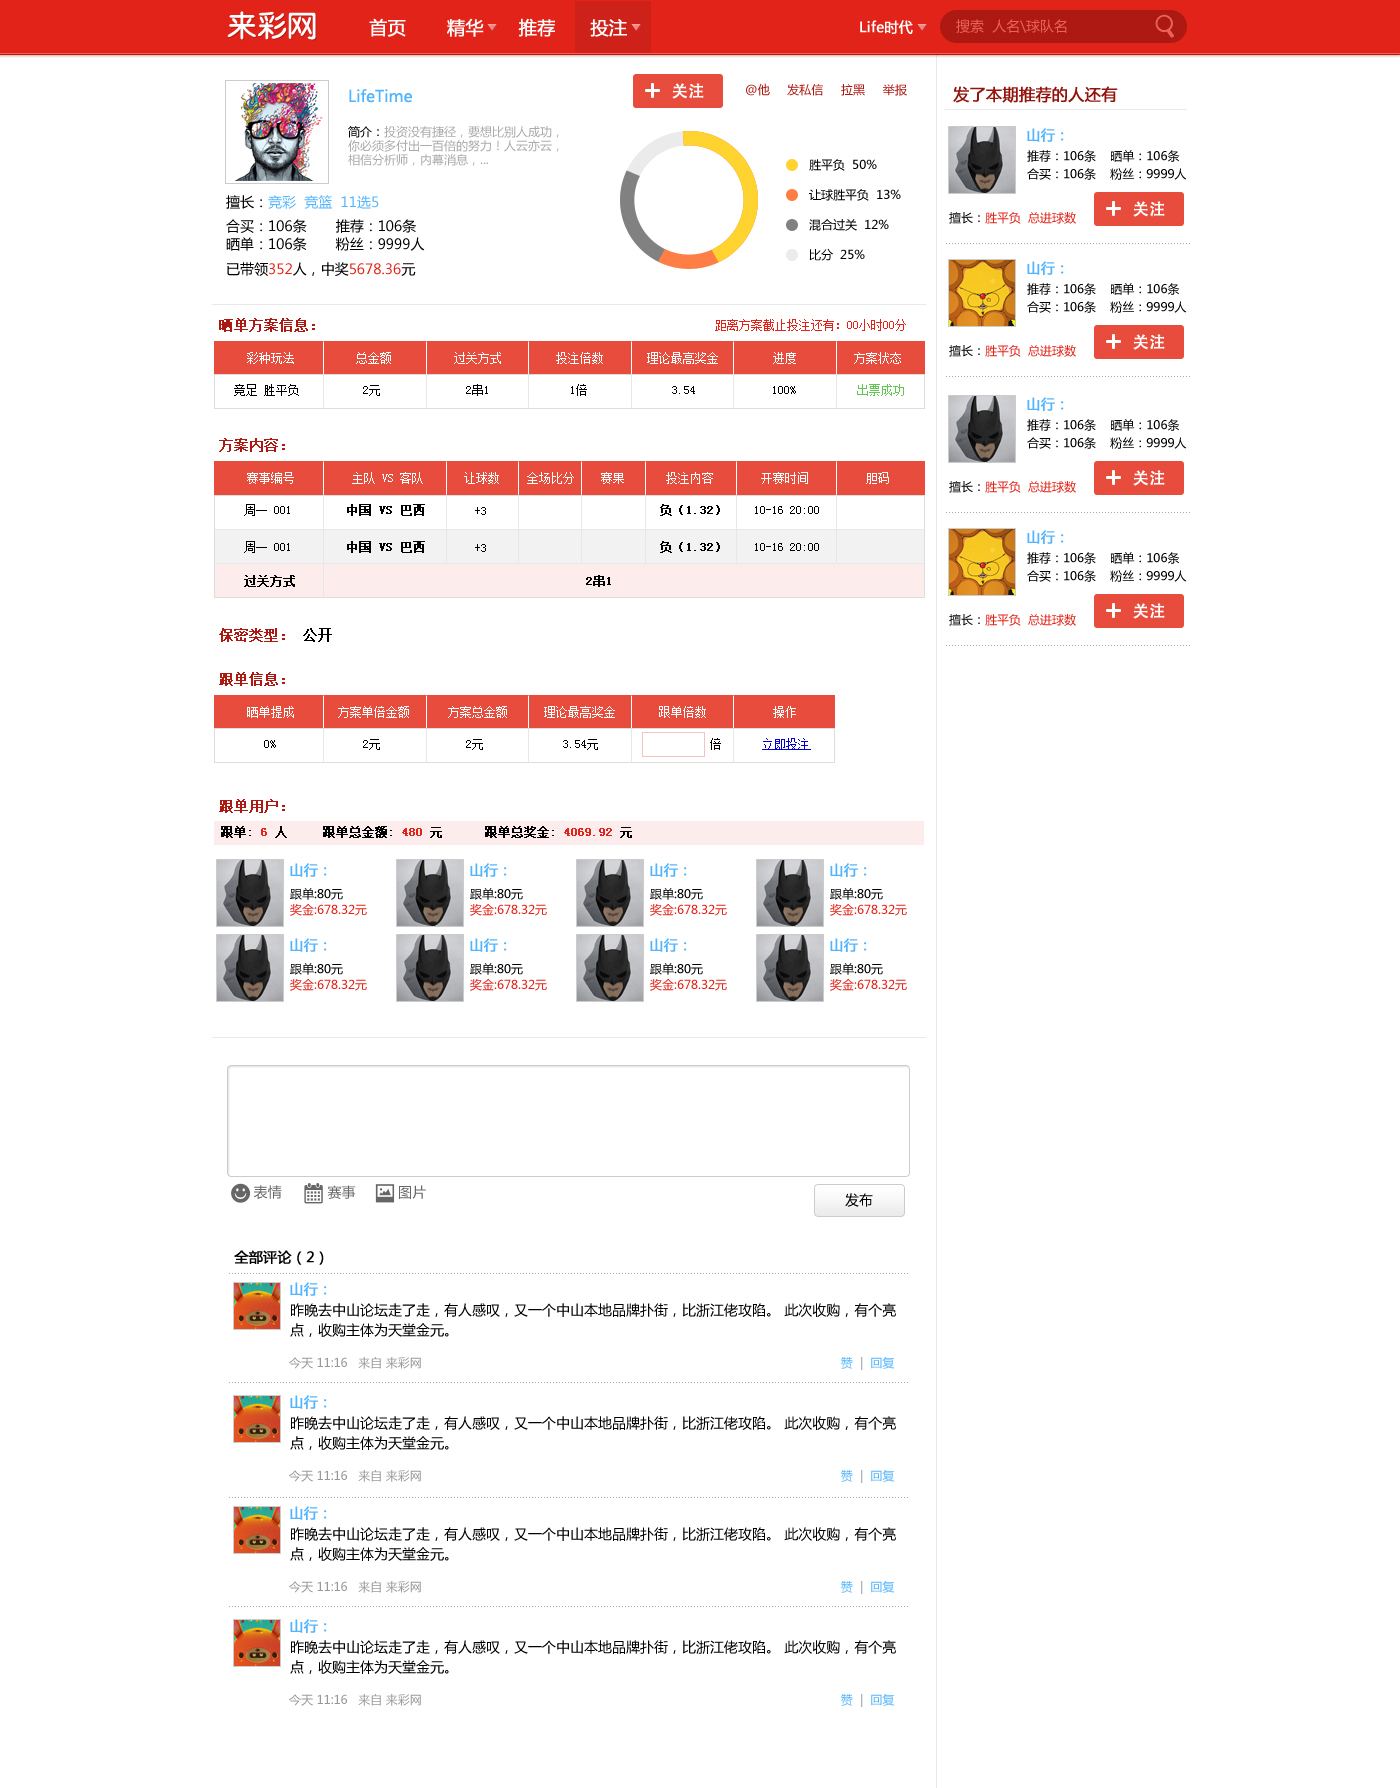 来彩网
首页 精华 推荐 投注
Life时代
搜索 人名\球队名
LifeTime
简介：投资没有捷径，要想比别人成功，
你必须多付出一百倍的努力！人云亦云，
相信分析师，内幕消息，...
关注 @他 发私信 拉黑 举报
擅长：竞彩 竞篮 11选5
合买：106条 推荐：106条
晒单：106条 粉丝：9999人
已带领352人，中奖5678.36元
胜平负 50%
让球胜平负 13%
混合过关 12%
比分 25%
晒单方案信息： 距离方案截止投注还有：00小时00分
彩种玩法 总金额 过关方式 投注倍数 理论最高奖金 进度 方案状态
竞足 胜平负 2元 2串1 1倍 3.54 100% 出票成功
方案内容：
赛事编号 主队 VS 客队 让球数 全场比分 赛果 投注内容 开赛时间 胆码
周一 001 中国 VS 巴西 +3 负（1.32） 10-16 20:00
周一 001 中国 VS 巴西 +3 负（1.32） 10-16 20:00
过关方式 2串1
保密类型： 公开
跟单信息：
晒单提成 方案单倍金额 方案总金额 理论最高奖金 跟单倍数 操作
0% 2元 2元 3.54元 倍 立即投注
跟单用户：
跟单：6 人 跟单总金额：480 元 跟单总奖金：4069.92 元
山行： 山行： 山行： 山行：
跟单:80元 跟单:80元 跟单:80元 跟单:80元
奖金:678.32元 奖金:678.32元 奖金:678.32元 奖金:678.32元
山行： 山行： 山行： 山行：
跟单:80元 跟单:80元 跟单:80元 跟单:80元
奖金:678.32元 奖金:678.32元 奖金:678.32元 奖金:678.32元
表情 赛事 图片 发布
全部评论（2）
山行：
昨晚去中山论坛走了走，有人感叹，又一个中山本地品牌扑街，比浙江佬攻陷。 此次收购，有个亮
点，收购主体为天堂金元。
今天 11:16 来自 来彩网 赞 | 回复
山行：
昨晚去中山论坛走了走，有人感叹，又一个中山本地品牌扑街，比浙江佬攻陷。 此次收购，有个亮
点，收购主体为天堂金元。
今天 11:16 来自 来彩网 赞 | 回复
山行：
昨晚去中山论坛走了走，有人感叹，又一个中山本地品牌扑街，比浙江佬攻陷。 此次收购，有个亮
点，收购主体为天堂金元。
今天 11:16 来自 来彩网 赞 | 回复
山行：
昨晚去中山论坛走了走，有人感叹，又一个中山本地品牌扑街，比浙江佬攻陷。 此次收购，有个亮
点，收购主体为天堂金元。
今天 11:16 来自 来彩网 赞 | 回复
发了本期推荐的人还有
山行：
推荐：106条 晒单：106条
合买：106条 粉丝：9999人
关注
擅长：胜平负 总进球数
山行：
推荐：106条 晒单：106条
合买：106条 粉丝：9999人
关注
擅长：胜平负 总进球数
山行：
推荐：106条 晒单：106条
合买：106条 粉丝：9999人
关注
擅长：胜平负 总进球数
山行：
推荐：106条 晒单：106条
合买：106条 粉丝：9999人
关注
擅长：胜平负 总进球数